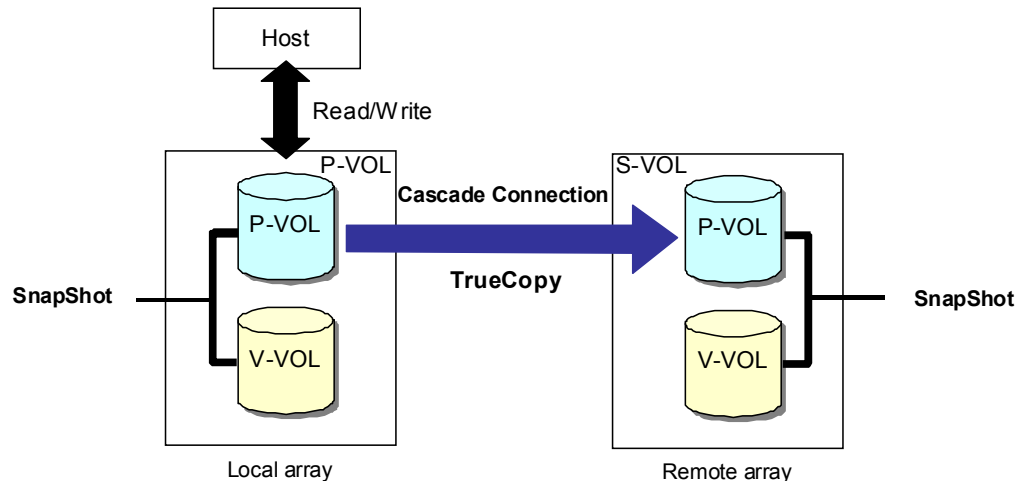 Host
Read/Write
P-VOL
S-VOL
Cascade Connection
P-VOL
P-VOL
TrueCopy
SnapShot
SnapShot
V-VOL
V-VOL
Local array
Remote array